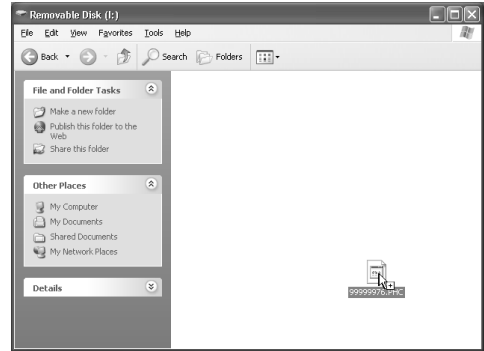 Removable Disk (I:)
File Edit View Favorites Tools Help
Back Search Folders
File and Folder Tasks
Make a new folder
Publish this folder to the
Web
Share this folder
Other Places
My Computer
My Documents
Shared Documents
My Network Places
Details
99999976.PHC